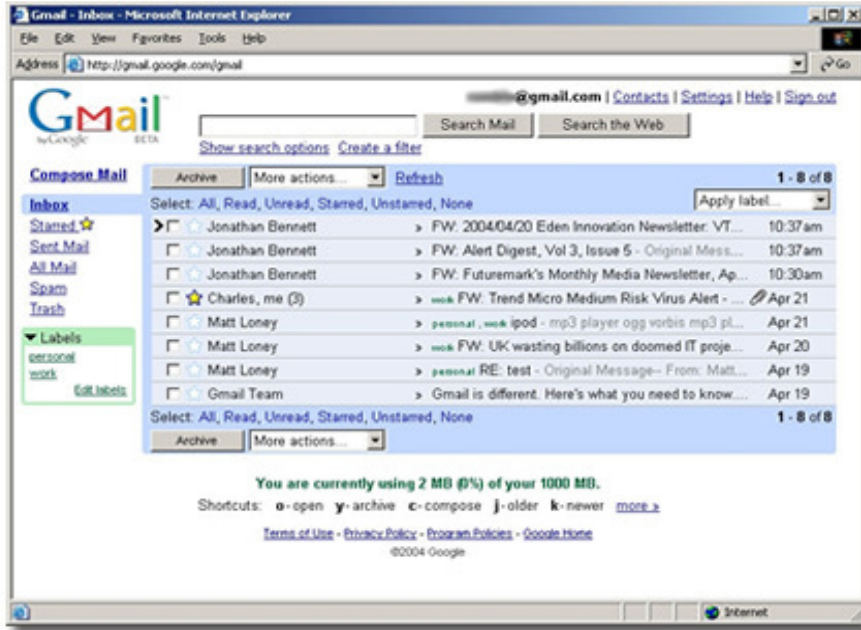 Gmail - Inbox - Microsoft Internet Explorer
File Edit View Favorites Tools Help
Address http://gmail.google.com/gmail Go
@gmail.com | Contacts | Settings | Help | Sign out
Gmail by Google BETA
Search Mail Search the Web
Show search options Create a filter
Compose Mail
Inbox
Starred
Sent Mail
All Mail
Spam
Trash
Labels
personal
work
Edit labels
Archive More actions... Refresh 1 - 8 of 8
Select: All, Read, Unread, Starred, Unstarred, None Apply label...
Jonathan Bennett » FW: 2004/04/20 Eden Innovation Newsletter: VT... 10:37am
Jonathan Bennett » FW: Alert Digest, Vol 3, Issue 5 - Original Mess... 10:37am
Jonathan Bennett » FW: Futuremark's Monthly Media Newsletter, Ap... 10:30am
Charles, me (3) » work FW: Trend Micro Medium Risk Virus Alert - ... Apr 21
Matt Loney » personal, work ipod - mp3 player ogg vorbis mp3 pl... Apr 21
Matt Loney » work FW: UK wasting billions on doomed IT proje... Apr 20
Matt Loney » personal RE: test - Original Message-- From: Matt... Apr 19
Gmail Team » Gmail is different. Here's what you need to know.... Apr 19
Select: All, Read, Unread, Starred, Unstarred, None 1 - 8 of 8
Archive More actions...
You are currently using 2 MB (0%) of your 1000 MB.
Shortcuts: o - open y - archive c - compose j - older k - newer more »
Terms of Use - Privacy Policy - Program Policies - Google Home
©2004 Google
Internet